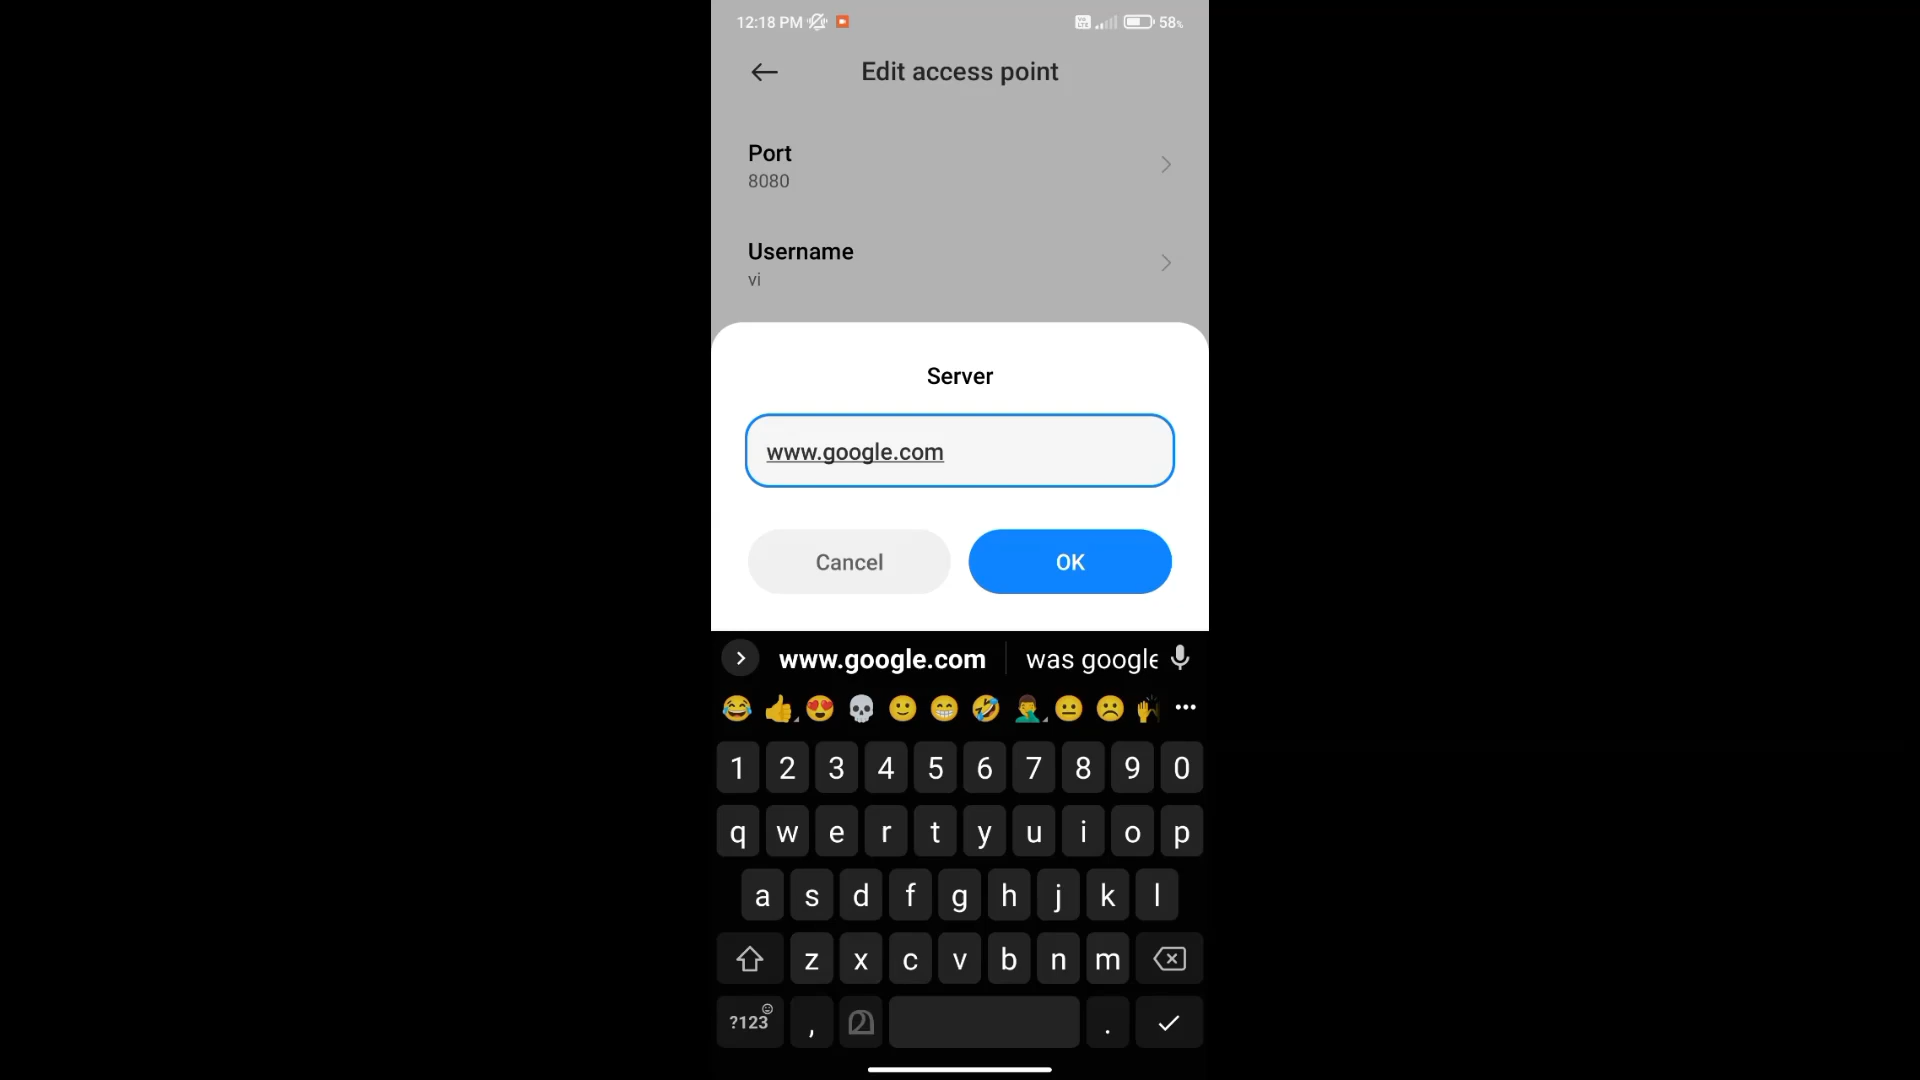 12:18 PM 58%
Edit access point
Port
8080
Username
vi
Server
www.google.com
Cancel OK
www.google.com was google
1 2 3 4 5 6 7 8 9 0
q w e r t y u i o p
a s d f g h j k l
z x c v b n m
?123 , മ .